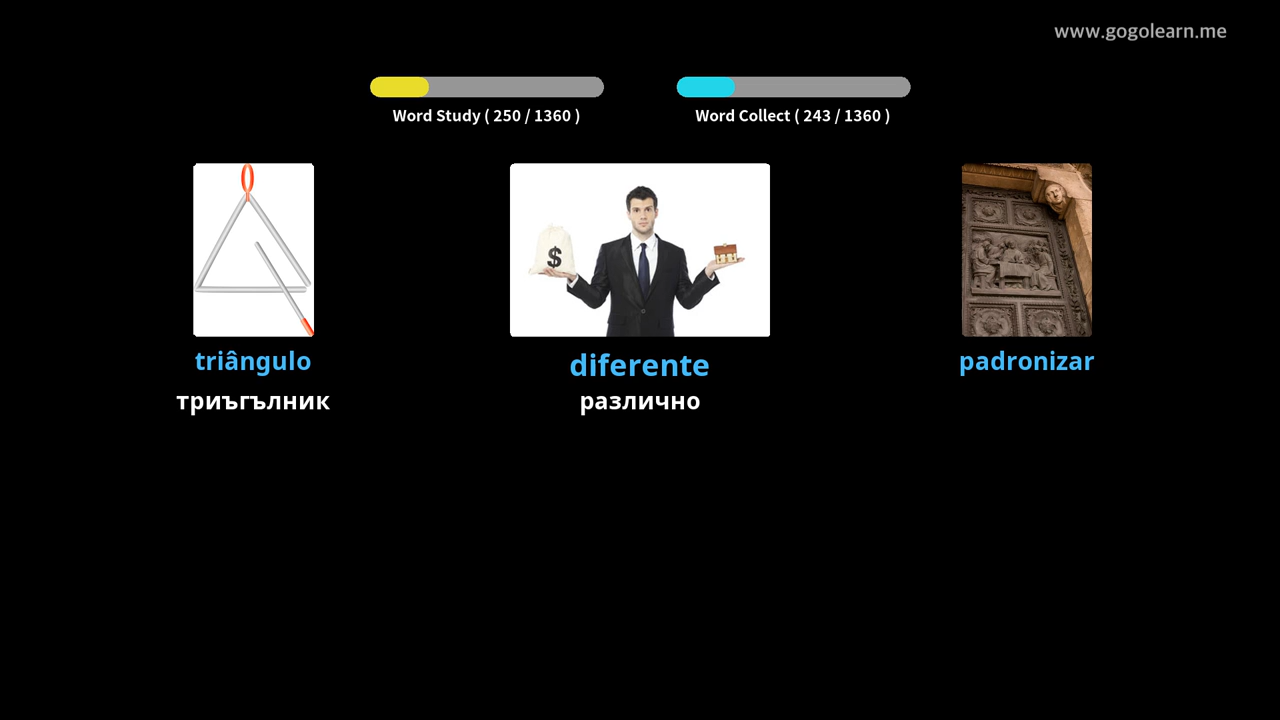 www.gogolearn.me
Word Study ( 250 / 1360 )
Word Collect ( 243 / 1360 )
$
triângulo
триъгълник
diferente
различно
padronizar